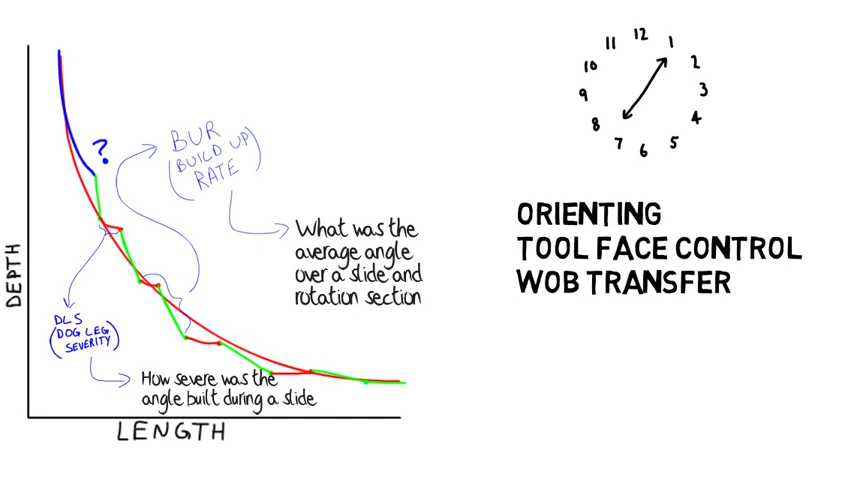 12
11
1
10
2
9
3
8
4
7
5
6
?
BUR
(BUILD UP
RATE)
What was the
average angle
over a slide and
rotation section
ORIENTING
TOOL FACE CONTROL
WOB TRANSFER
DEPTH
DLS
(DOG LEG
SEVERITY)
How severe was the
angle built during a slide
LENGTH